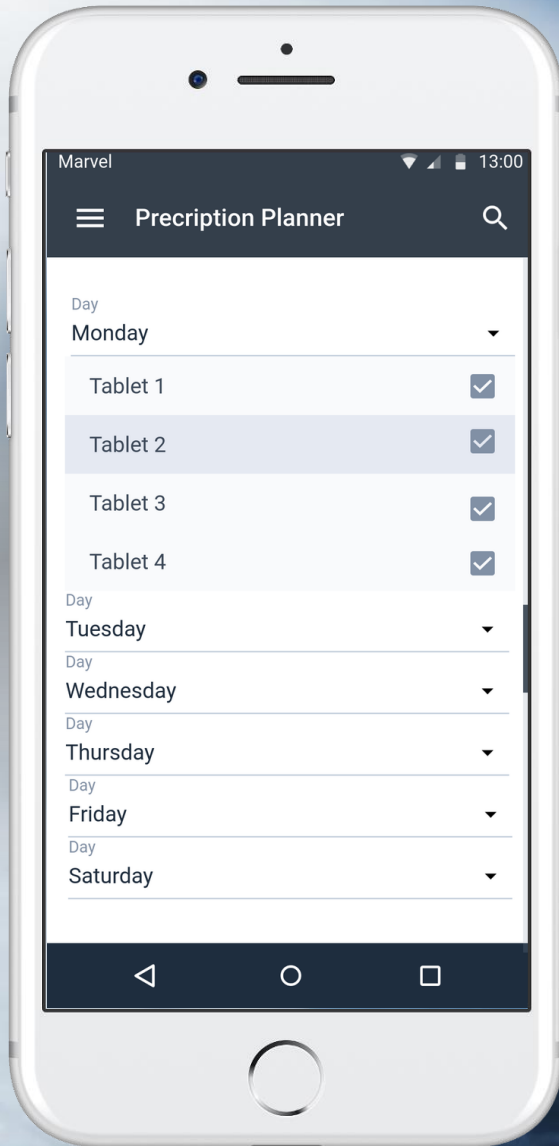 Marvel
13:00
Precription Planner
Day
Monday
Tablet 1
Tablet 2
Tablet 3
Tablet 4
Day
Tuesday
Day
Wednesday
Day
Thursday
Day
Friday
Day
Saturday